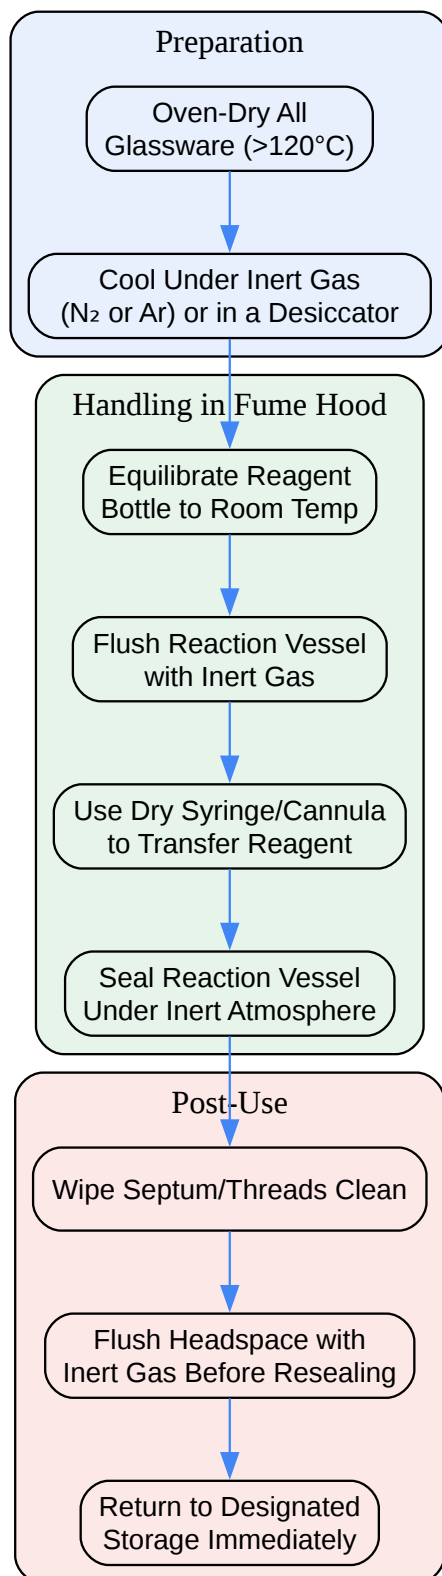 Preparation
Oven-Dry All
Glassware (>120°C)
Cool Under Inert Gas
(N₂ or Ar) or in a Desiccator
Handling in Fume Hood
Equilibrate Reagent
Bottle to Room Temp
Flush Reaction Vessel
with Inert Gas
Use Dry Syringe/Cannula
to Transfer Reagent
Seal Reaction Vessel
Under Inert Atmosphere
Post-Use
Wipe Septum/Threads Clean
Flush Headspace with
Inert Gas Before Resealing
Return to Designated
Storage Immediately